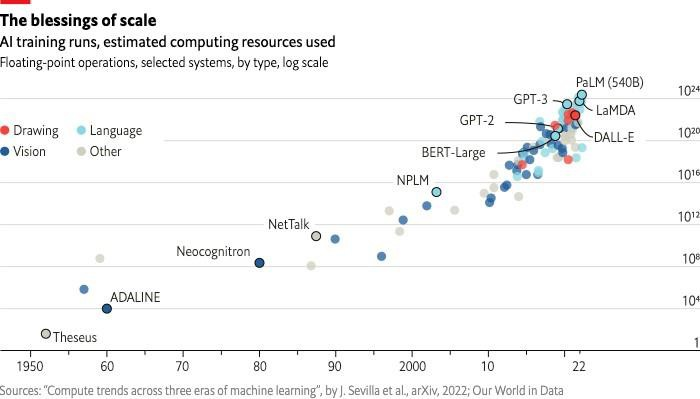 The blessings of scale
AI training runs, estimated computing resources used
Floating-point operations, selected systems, by type, log scale
Drawing
Language
Vision
Other
PaLM (540B)
GPT-3
LaMDA
GPT-2
DALL-E
BERT-Large
NPLM
NetTalk
Neocognitron
ADALINE
Theseus
10²⁴
10²⁰
10¹⁶
10¹²
10⁸
10⁴
1
1950 60 70 80 90 2000 10 22
Sources: “Compute trends across three eras of machine learning”, by J. Sevilla et al., arXiv, 2022; Our World in Data